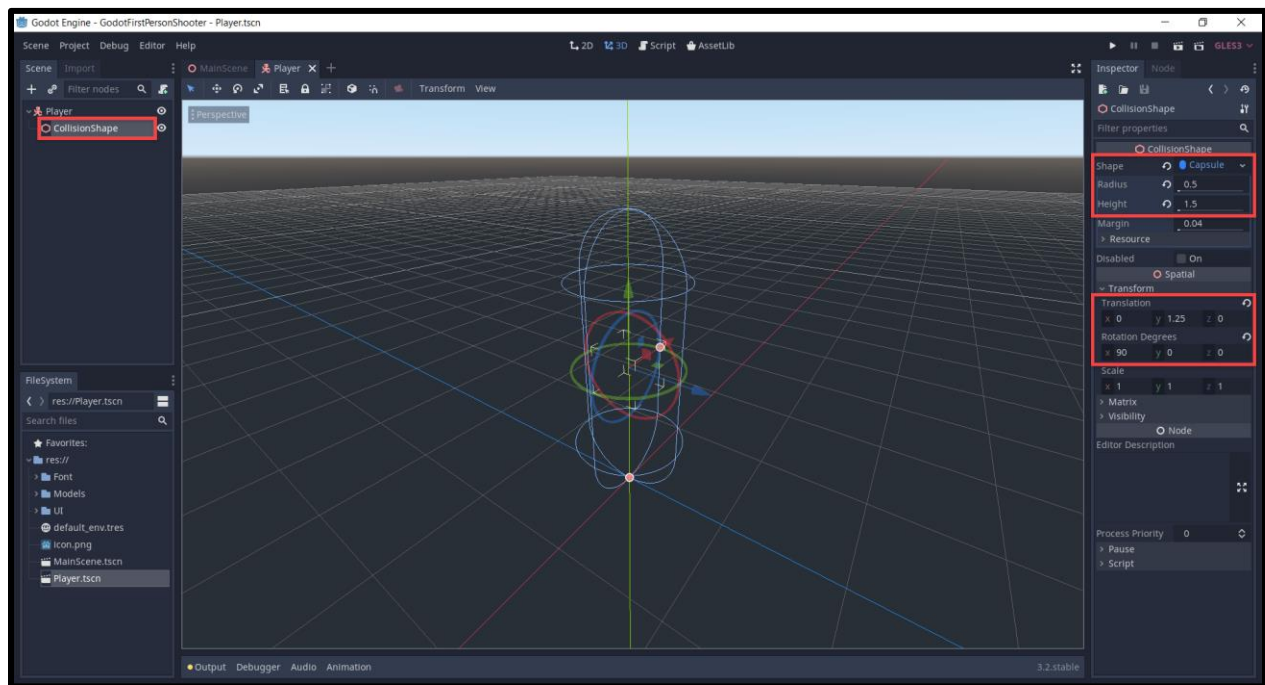 Godot Engine - GodotFirstPersonShooter - Player.tscn
Scene Project Debug Editor Help
2D 3D Script AssetLib
GLES3
Scene Import
MainScene Player
Inspector Node
Filter nodes
Transform View
Player
CollisionShape
Perspective
CollisionShape
Filter properties
CollisionShape
Shape Capsule
Radius 0.5
Height 1.5
Margin 0.04
Resource
Disabled On
Spatial
Transform
Translation
x 0 y 1.25 z 0
Rotation Degrees
x 90 y 0 z 0
Scale
x 1 y 1 z 1
Matrix
Visibility
Node
Editor Description
Process Priority 0
Pause
Script
FileSystem
res://Player.tscn
Search files
Favorites:
res://
Font
Models
UI
default_env.tres
icon.png
MainScene.tscn
Player.tscn
Output Debugger Audio Animation
3.2.stable